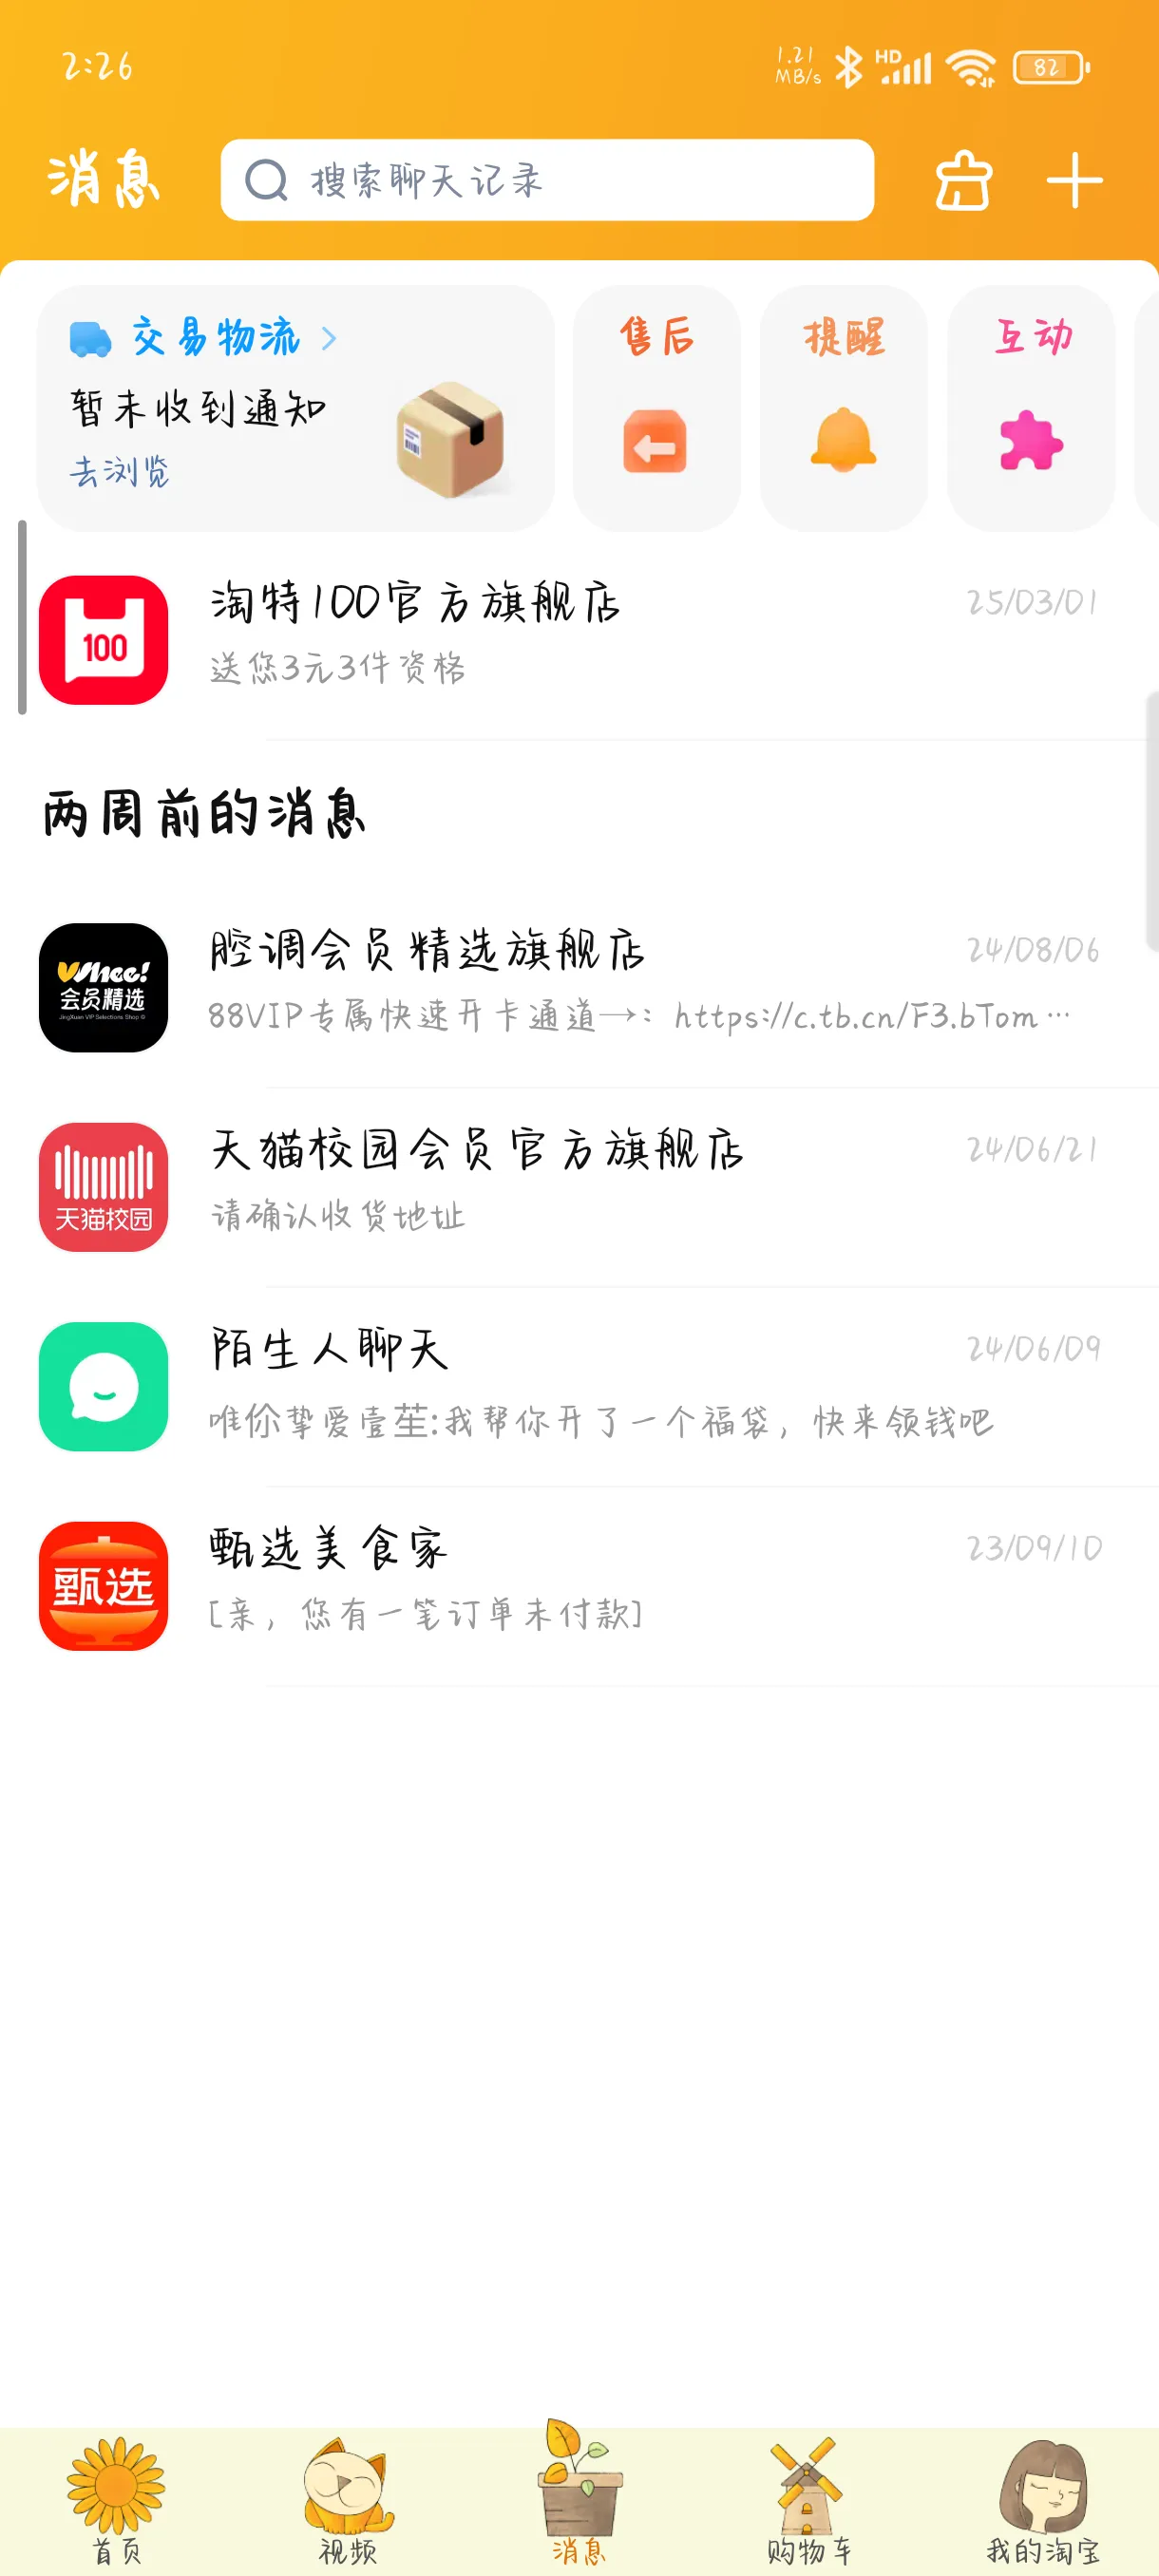 2:26
1.21
MB/s
HD
82
消息
搜索聊天记录
交易物流
暂未收到通知
去浏览
售后
提醒
互动
100
淘特100官方旗舰店
25/03/01
送您3元3件资格
两周前的消息
会员精选
JingXuan VIP Selections Shop
腔调会员精选旗舰店
24/08/06
88VIP专属快速开卡通道→：https://c.tb.cn/F3.bTom…
天猫校园
天猫校园会员官方旗舰店
24/06/21
请确认收货地址
陌生人聊天
24/06/09
唯伱挚爱壹苼:我帮你开了一个福袋，快来领钱吧
甄选
甄选美食家
23/09/10
[亲，您有一笔订单未付款]
首页
视频
消息
购物车
我的淘宝